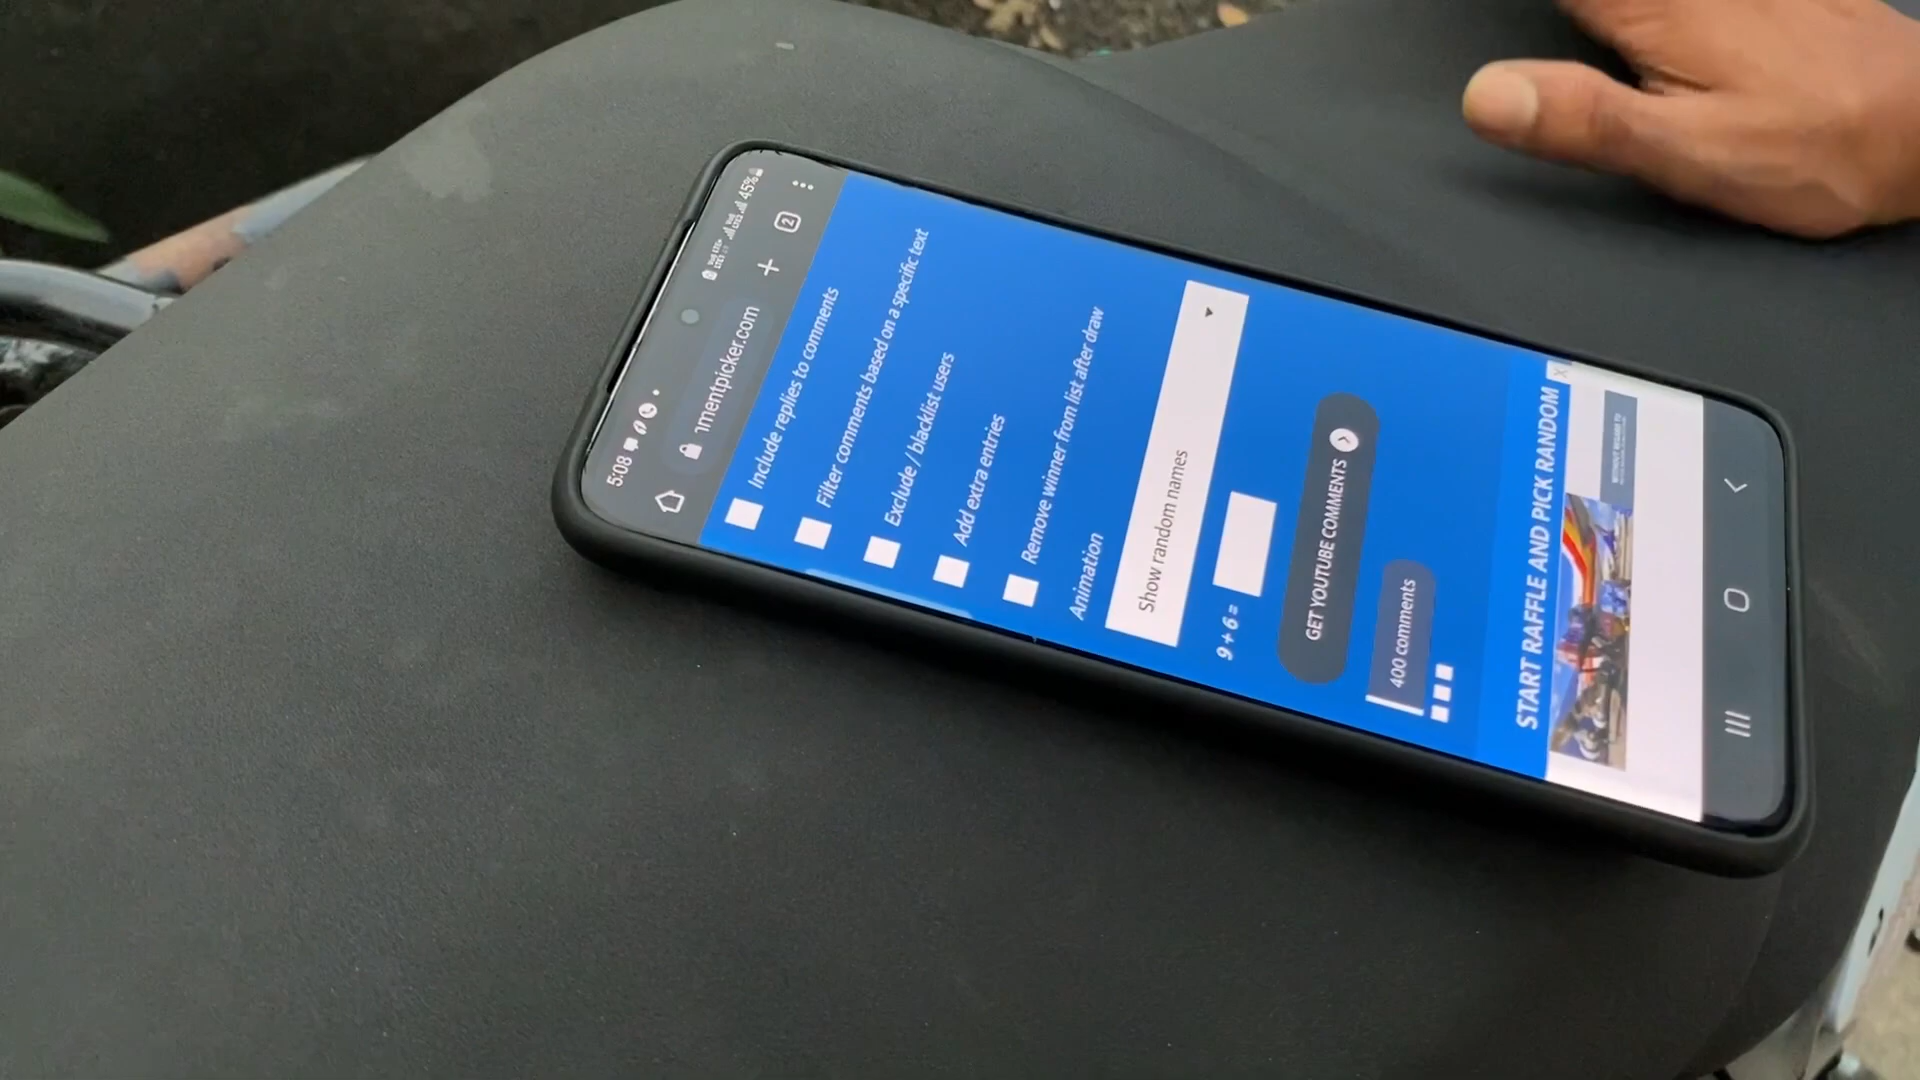 5:08
45%
nmentpicker.com
2
Include replies to comments
Filter comments based on a specific text
Exclude / blacklist users
Add extra entries
Remove winner from list after draw
Animation
Show random names
9 + 6 =
GET YOUTUBE COMMENTS
400 comments
START RAFFLE AND PICK RANDOM
X